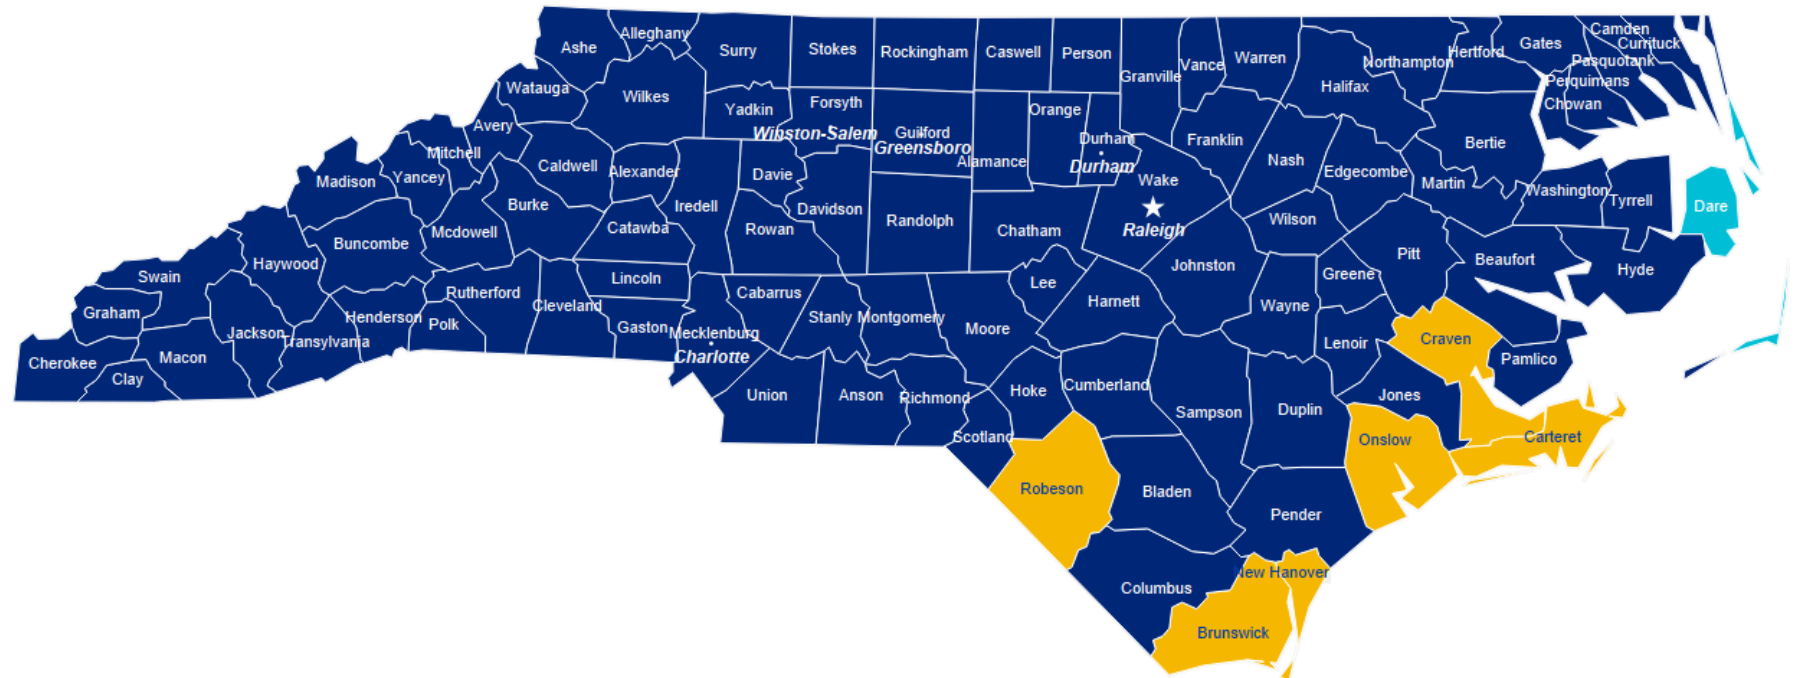 Alleghany
Ashe
Surry
Stokes
Rockingham
Caswell
Person
Granville
Vance
Warren
Northampton
Hertford
Gates
Camden
Currituck
Pasquotank
Perquimans
Chowan
Halifax
Watauga
Wilkes
Yadkin
Forsyth
Winston-Salem
Guilford
Greensboro
Alamance
Orange
Durham
Durham
Franklin
Nash
Edgecombe
Bertie
Martin
Washington
Tyrrell
Dare
Avery
Mitchell
Yancey
Madison
Caldwell
Alexander
Iredell
Davie
Davidson
Randolph
Chatham
Wake
Raleigh
Wilson
Johnston
Pitt
Beaufort
Hyde
Burke
Mcdowell
Buncombe
Haywood
Swain
Graham
Cherokee
Clay
Macon
Jackson
Transylvania
Henderson
Polk
Rutherford
Cleveland
Catawba
Lincoln
Gaston
Rowan
Cabarrus
Mecklenburg
Charlotte
Union
Stanly
Montgomery
Anson
Richmond
Moore
Lee
Harnett
Hoke
Scotland
Cumberland
Sampson
Wayne
Greene
Lenoir
Craven
Pamlico
Jones
Duplin
Onslow
Carteret
Robeson
Bladen
Pender
Columbus
New Hanover
Brunswick